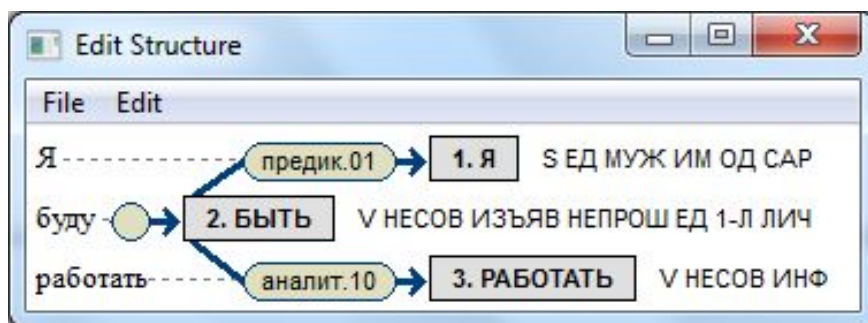 Edit Structure
File Edit
Я предик.01 1. Я S ЕД МУЖ ИМ ОД CAP
буду 2. БЫТЬ V НЕСОВ ИЗЪЯВ НЕПРОШ ЕД 1-Л ЛИЧ
работать аналит.10 3. РАБОТАТЬ V НЕСОВ ИНФ